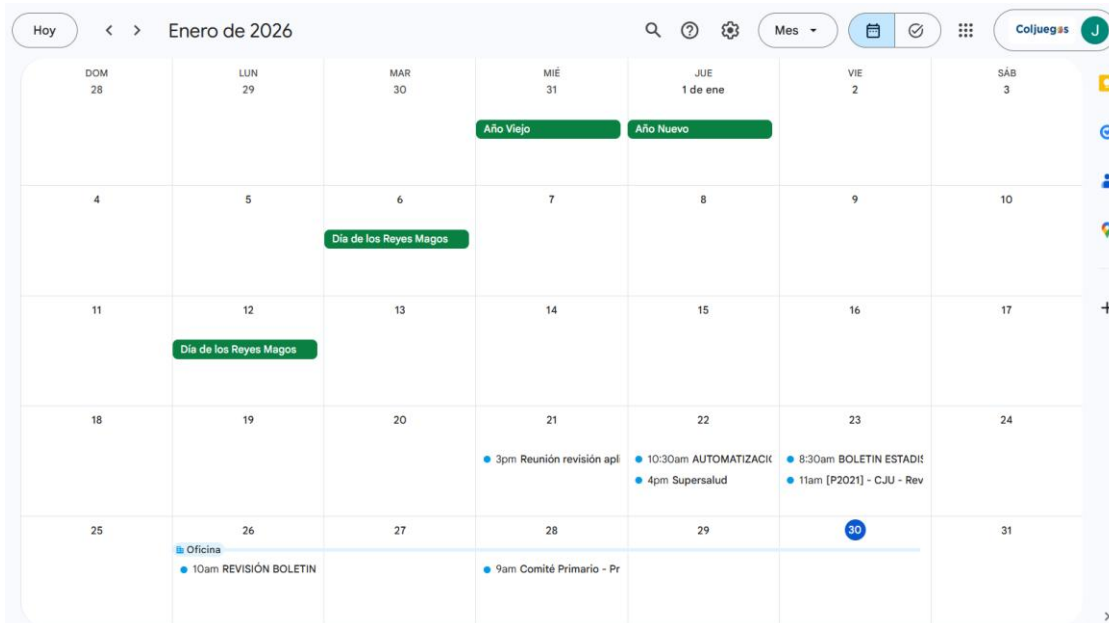 Hoy Enero de 2026 Mes Coljuegos J
DOM LUN MAR MIÉ JUE VIE SÁB
28 29 30 31 1 de ene 2 3
Año Viejo Año Nuevo
4 5 6 7 8 9 10
Día de los Reyes Magos
11 12 13 14 15 16 17
Día de los Reyes Magos
18 19 20 21 22 23 24
3pm Reunión revisión apli 10:30am AUTOMATIZACIO 8:30am BOLETIN ESTADIS
4pm Supersalud 11am [P2021] - CJU - Rev
25 26 27 28 29 30 31
Oficina
10am REVISIÓN BOLETIN 9am Comité Primario - Pr